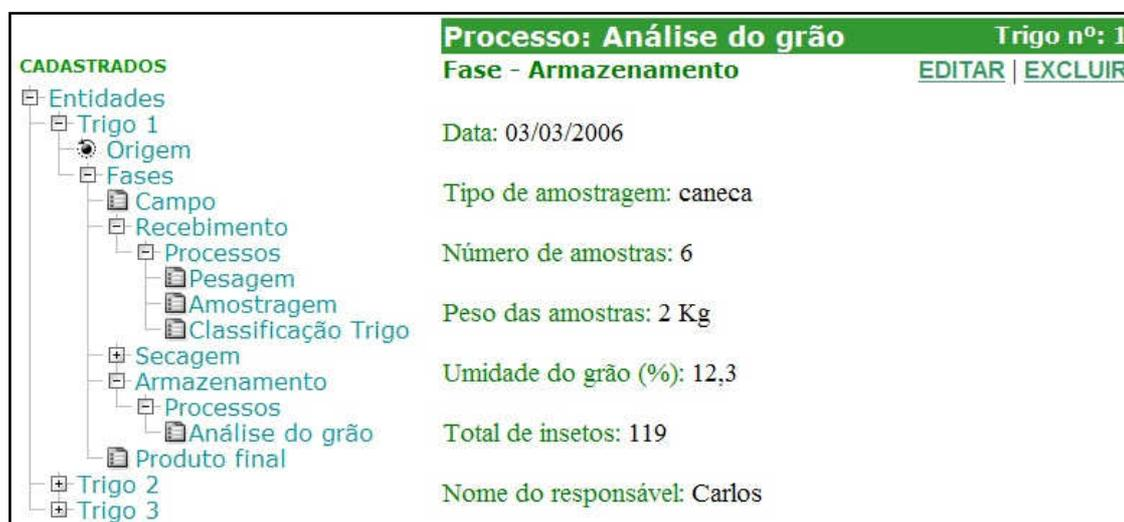 CADASTRADOS
Entidades
Trigo 1
Origem
Fases
Campo
Recebimento
Processos
Pesagem
Amostragem
Classificação Trigo
Secagem
Armazenamento
Processos
Análise do grão
Produto final
Trigo 2
Trigo 3
Processo: Análise do grão Trigo nº: 1
Fase - Armazenamento EDITAR | EXCLUIR
Data: 03/03/2006
Tipo de amostragem: caneca
Número de amostras: 6
Peso das amostras: 2 Kg
Umidade do grão (%): 12,3
Total de insetos: 119
Nome do responsável: Carlos